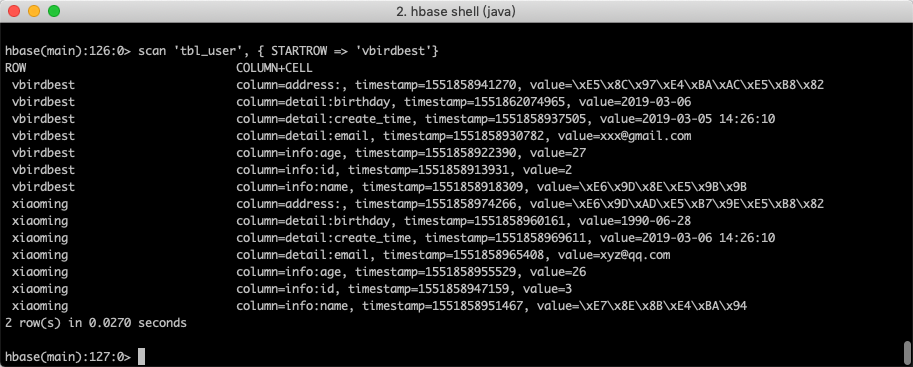 2. hbase shell (java)
hbase(main):126:0> scan 'tbl_user', { STARTROW => 'vbirdbest'}
ROW COLUMN+CELL
vbirdbest column=address:, timestamp=1551858941270, value=\xE5\x8C\x97\xE4\xBA\xAC\xE5\xB8\x82
vbirdbest column=detail:birthday, timestamp=1551862074965, value=2019-03-06
vbirdbest column=detail:create_time, timestamp=1551858937505, value=2019-03-05 14:26:10
vbirdbest column=detail:email, timestamp=1551858930782, value=xxx@gmail.com
vbirdbest column=info:age, timestamp=1551858922390, value=27
vbirdbest column=info:id, timestamp=1551858913931, value=2
vbirdbest column=info:name, timestamp=1551858918309, value=\xE6\x9D\x8E\xE5\x9B\x9B
xiaoming column=address:, timestamp=1551858974266, value=\xE6\x9D\xAD\xE5\xB7\x9E\xE5\xB8\x82
xiaoming column=detail:birthday, timestamp=1551858960161, value=1990-06-28
xiaoming column=detail:create_time, timestamp=1551858969611, value=2019-03-06 14:26:10
xiaoming column=detail:email, timestamp=1551858965408, value=xyz@qq.com
xiaoming column=info:age, timestamp=1551858955529, value=26
xiaoming column=info:id, timestamp=1551858947159, value=3
xiaoming column=info:name, timestamp=1551858951467, value=\xE7\x8E\x8B\xE4\xBA\x94
2 row(s) in 0.0270 seconds
hbase(main):127:0>